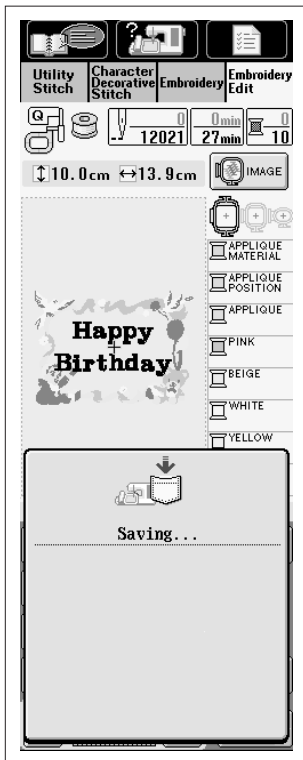 ?
Utility Stitch
Character Decorative Stitch
Embroidery
Embroidery Edit
Q
0
12021
0min
27min
0
10
10.0cm
13.9cm
IMAGE
APPLIQUE MATERIAL
APPLIQUE POSITION
APPLIQUE
PINK
BEIGE
WHITE
YELLOW
Happy
Birthday
Saving...